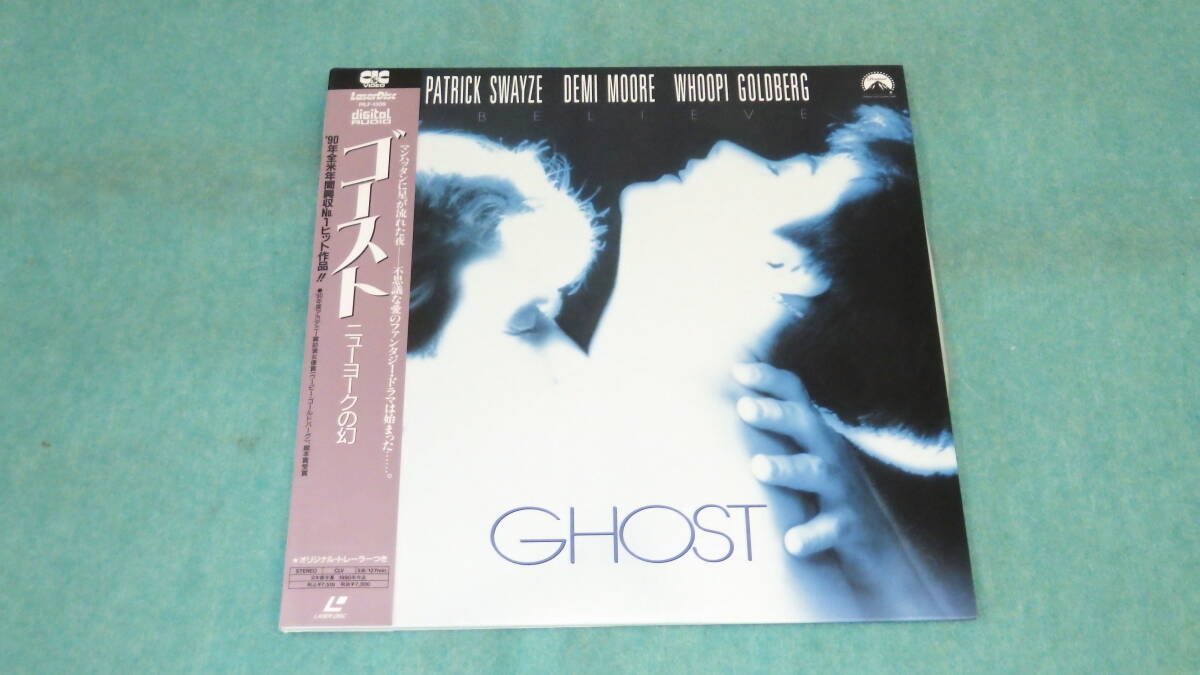 CIC
VIDEO
LaserDisc
digital
AUDIO
ゴースト
ニューヨークの幻
マンハッタンに星が流れた夜──不思議な愛のファンタジー・ドラマは始まった……。
'90年全米年間興収No.1ヒット作品!!
★オリジナル・トレーラーつき
STEREO
CLV
LASERDISC
PATRICK SWAYZE DEMI MOORE WHOOPI GOLDBERG
BELIEVE
Paramount
GHOST